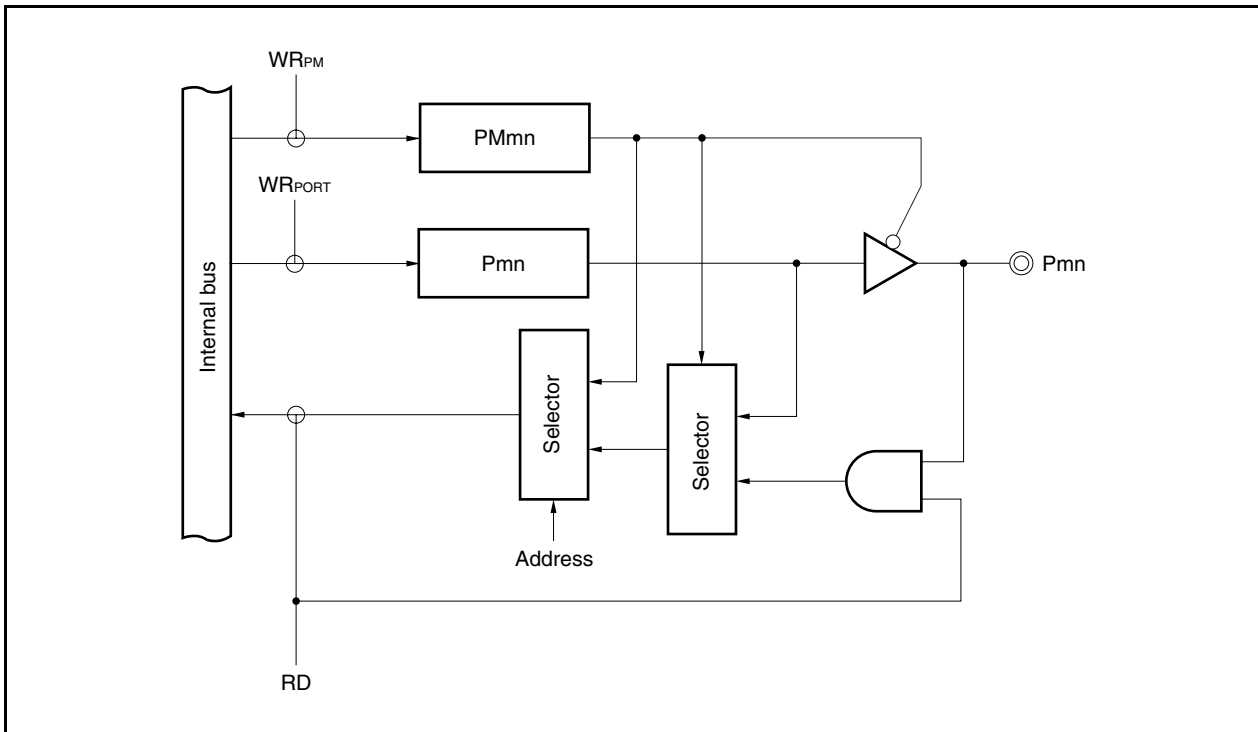 WRPM
PMmn
WRPORT
Pmn
Pmn
Internal bus
Selector
Selector
Address
RD